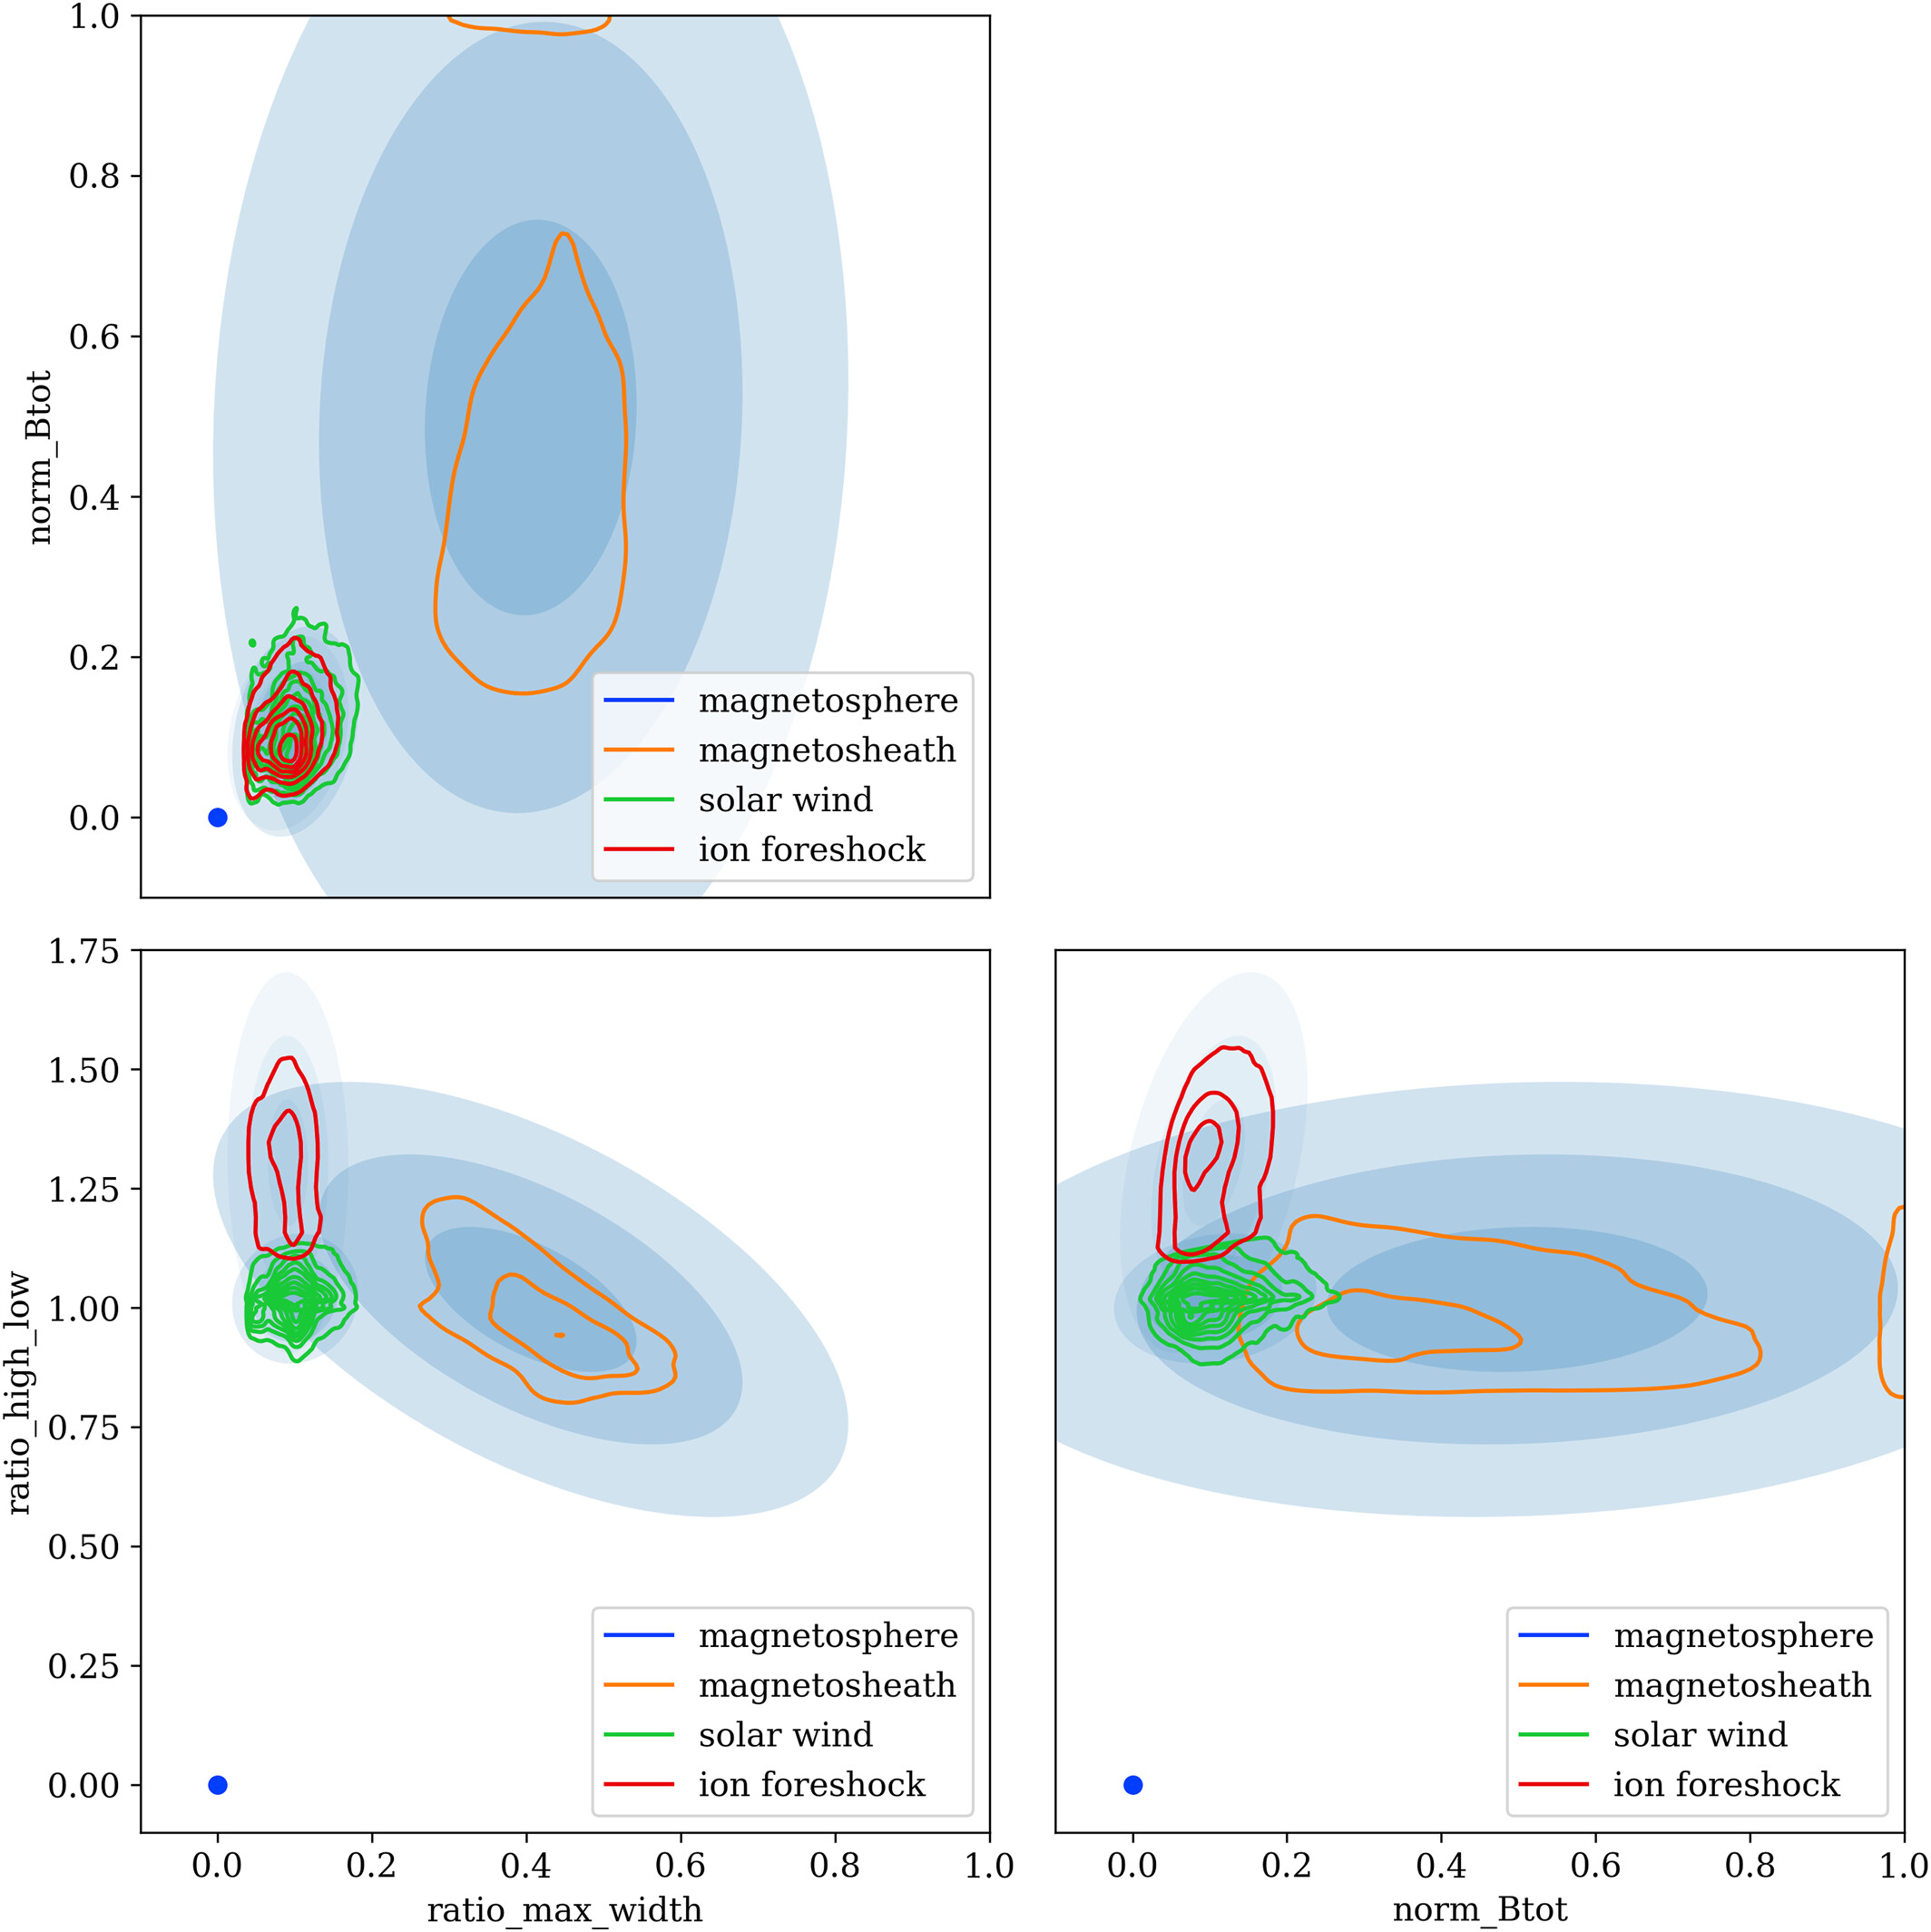 1.0
0.8
0.6
0.4
0.2
0.0
norm_Btot
magnetosphere
magnetosheath
solar wind
ion foreshock
1.75
1.50
1.25
1.00
0.75
0.50
0.25
0.00
ratio_high_low
magnetosphere
magnetosheath
solar wind
ion foreshock
0.0 0.2 0.4 0.6 0.8 1.0
ratio_max_width
magnetosphere
magnetosheath
solar wind
ion foreshock
0.0 0.2 0.4 0.6 0.8 1.0
norm_Btot